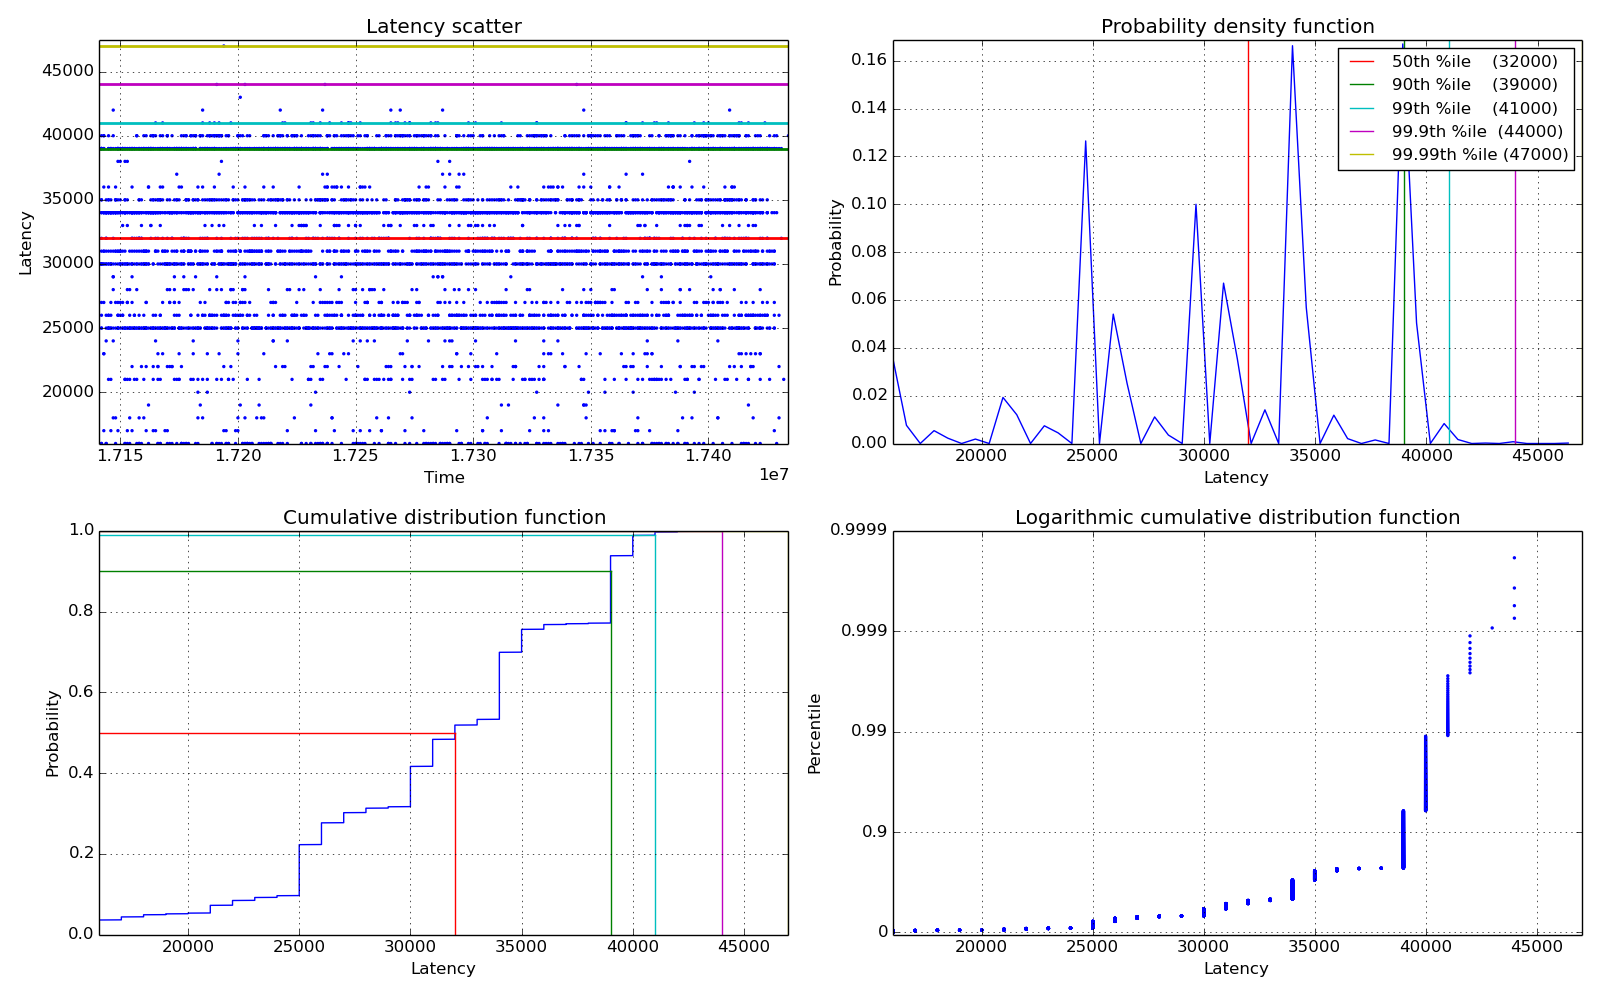 Latency scatter
45000
40000
35000
30000
25000
20000
Latency
1.715 1.720 1.725 1.730 1.735 1.740
Time
1e7
Probability density function
0.16
0.14
0.12
0.10
0.08
0.06
0.04
0.02
0.00
Probability
50th %ile (32000)
90th %ile (39000)
99th %ile (41000)
99.9th %ile (44000)
99.99th %ile (47000)
20000 25000 30000 35000 40000 45000
Latency
Cumulative distribution function
1.0
0.8
0.6
0.4
0.2
0.0
Probability
20000 25000 30000 35000 40000 45000
Latency
Logarithmic cumulative distribution function
0.9999
0.999
0.99
0.9
0
Percentile
20000 25000 30000 35000 40000 45000
Latency